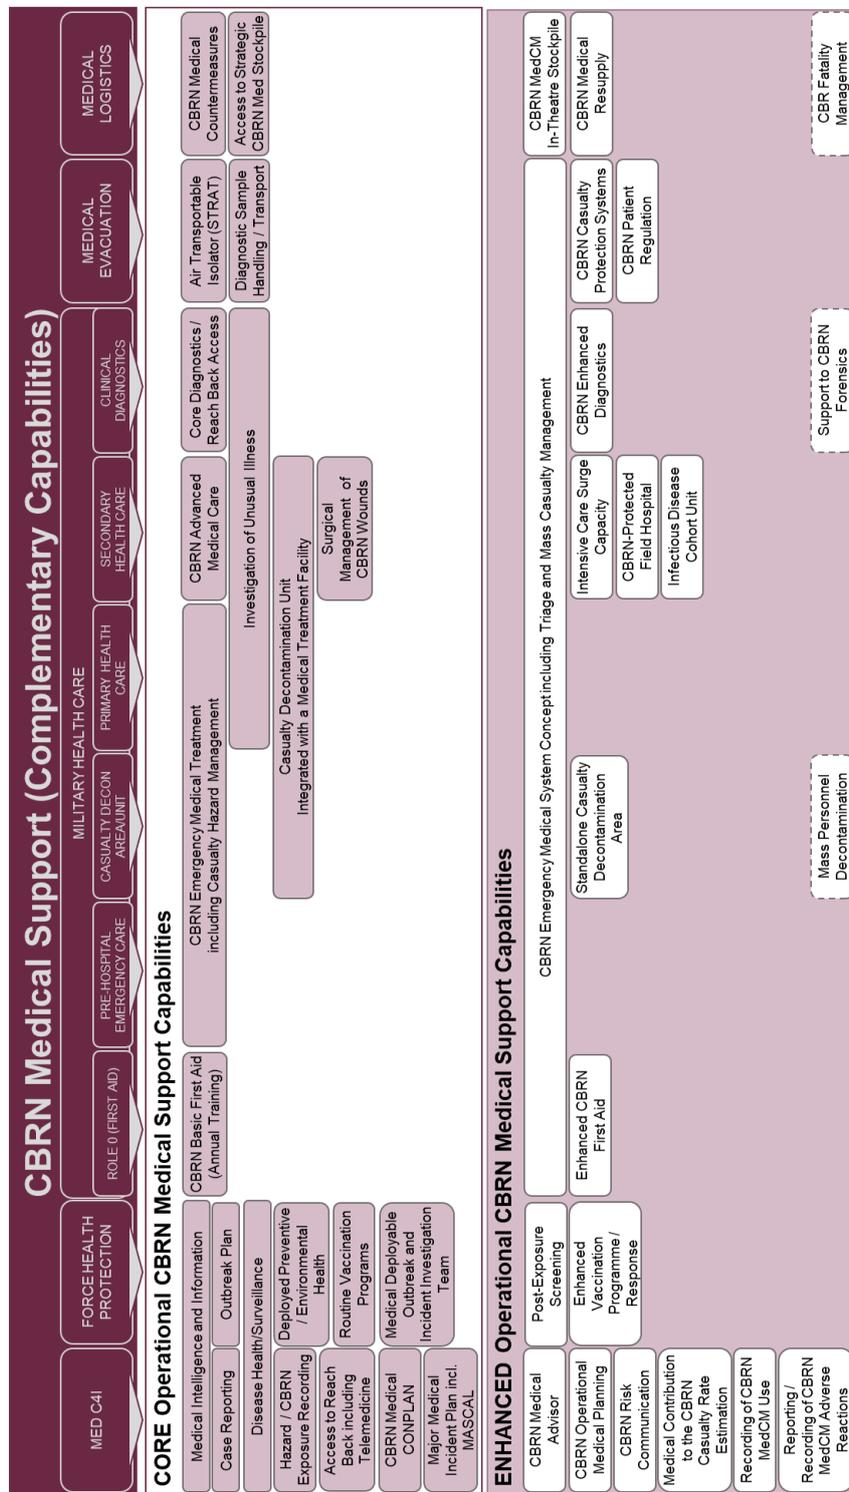 CBRN Medical Support (Complementary Capabilities)
MED C4I
FORCE HEALTH
PROTECTION
MILITARY HEALTH CARE
ROLE 0 (FIRST AID)
PRE-HOSPITAL
EMERGENCY CARE
CASUALTY DECON
AREA/UNIT
PRIMARY HEALTH
CARE
SECONDARY
HEALTH CARE
CLINICAL
DIAGNOSTICS
MEDICAL
EVACUATION
MEDICAL
LOGISTICS
CORE Operational CBRN Medical Support Capabilities
Medical Intelligence and Information
Case Reporting
Outbreak Plan
Disease Health/Surveillance
Hazard / CBRN
Exposure Recording
Deployed Preventive
/ Environmental
Health
Access to Reach
Back including
Telemedicine
Routine Vaccination
Programs
CBRN Medical
CONPLAN
Medical Deployable
Outbreak and
Incident Investigation
Team
Major Medical
Incident Plan incl.
MASCAL
CBRN Basic First Aid
(Annual Training)
CBRN Emergency Medical Treatment
including Casualty Hazard Management
CBRN Advanced
Medical Care
Core Diagnostics /
Reach Back Access
Air Transportable
Isolator (STRAT)
CBRN Medical
Countermeasures
Investigation of Unusual Illness
Diagnostic Sample
Handling / Transport
Access to Strategic
CBRN Med Stockpile
Casualty Decontamination Unit
Integrated with a Medical Treatment Facility
Surgical
Management of
CBRN Wounds
ENHANCED Operational CBRN Medical Support Capabilities
CBRN Medical
Advisor
Post-Exposure
Screening
CBRN Emergency Medical System Concept including Triage and Mass Casualty Management
CBRN MedCM
In-Theatre Stockpile
CBRN Operational
Medical Planning
Enhanced
Vaccination
Programme /
Response
Enhanced CBRN
First Aid
Standalone Casualty
Decontamination
Area
Intensive Care Surge
Capacity
CBRN Enhanced
Diagnostics
CBRN Casualty
Protection Systems
CBRN Medical
Resupply
CBRN Risk
Communication
CBRN-Protected
Field Hospital
CBRN Patient
Regulation
Medical Contribution
to the CBRN
Casualty Rate
Estimation
Infectious Disease
Cohort Unit
Recording of CBRN
MedCM Use
Reporting /
Recording of CBRN
MedCM Adverse
Reactions
Mass Personnel
Decontamination
Support to CBRN
Forensics
CBR Fatality
Management